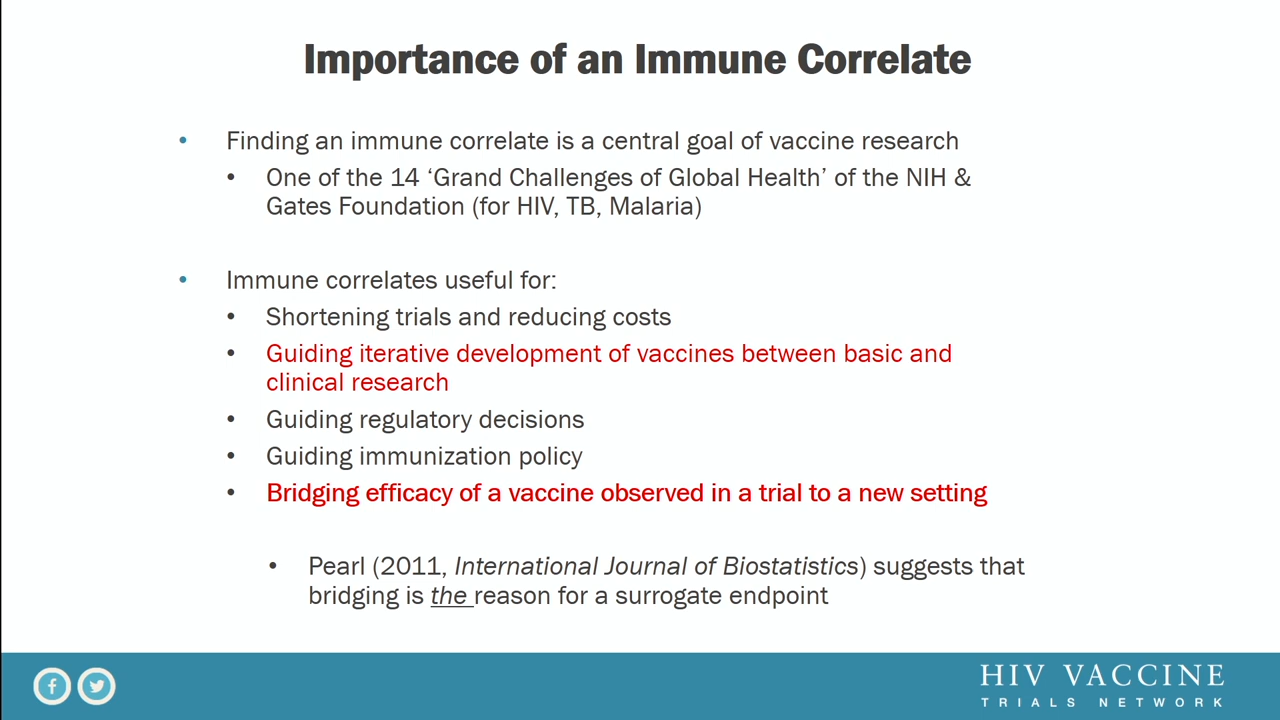 Importance of an Immune Correlate
• Finding an immune correlate is a central goal of vaccine research
• One of the 14 ‘Grand Challenges of Global Health’ of the NIH &
Gates Foundation (for HIV, TB, Malaria)
• Immune correlates useful for:
• Shortening trials and reducing costs
• Guiding iterative development of vaccines between basic and
clinical research
• Guiding regulatory decisions
• Guiding immunization policy
• Bridging efficacy of a vaccine observed in a trial to a new setting
• Pearl (2011, International Journal of Biostatistics) suggests that
bridging is the reason for a surrogate endpoint
HIV VACCINE
TRIALS NETWORK